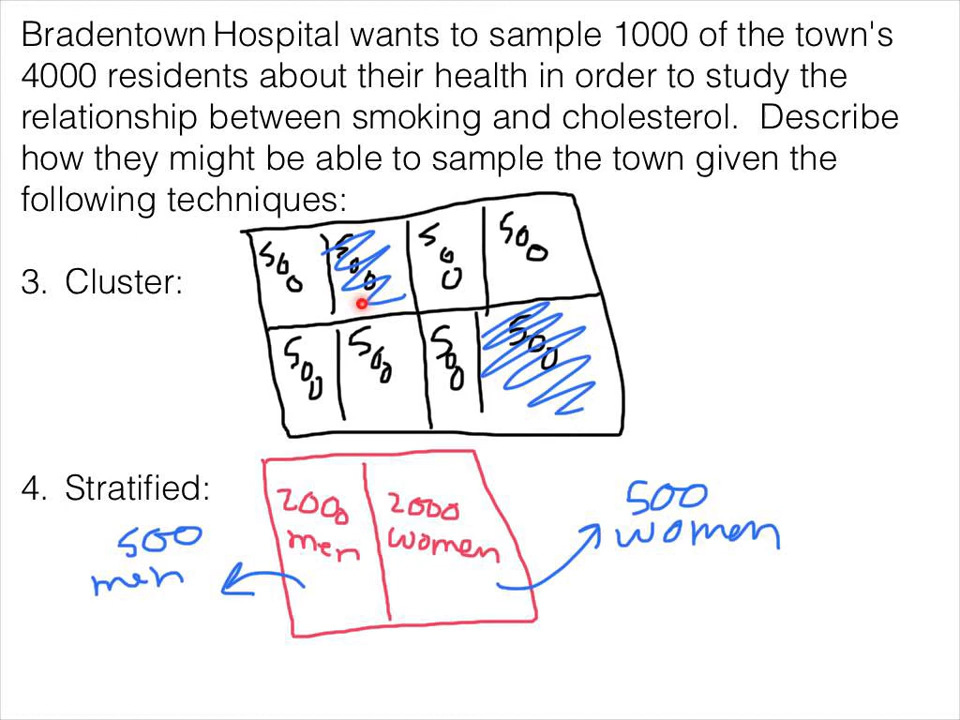 Bradentown Hospital wants to sample 1000 of the town's
4000 residents about their health in order to study the
relationship between smoking and cholesterol.  Describe
how they might be able to sample the town given the
following techniques:
3.  Cluster:
500 500 500 500
500 500 500 500
4.  Stratified:
2000
men
2000
women
500
men
500
women